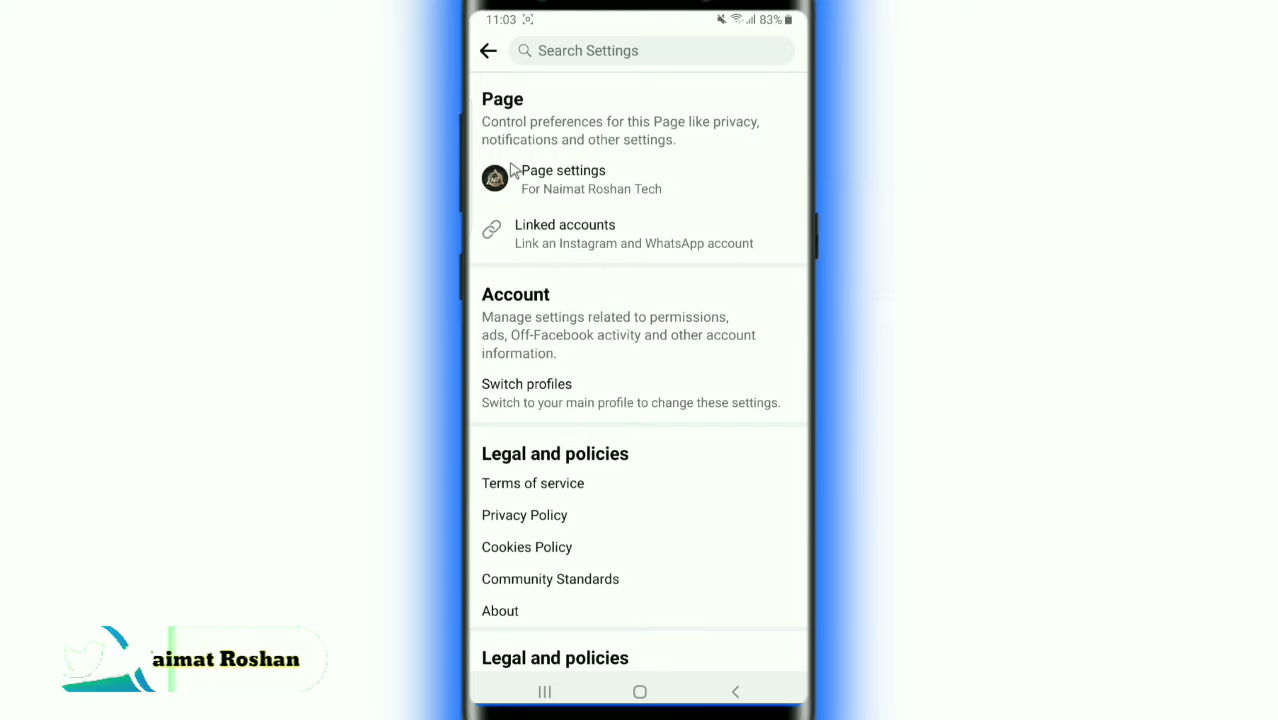 11:03
83%
Search Settings
Page
Control preferences for this Page like privacy,
notifications and other settings.
Page settings
For Naimat Roshan Tech
Linked accounts
Link an Instagram and WhatsApp account
Account
Manage settings related to permissions,
ads, Off-Facebook activity and other account
information.
Switch profiles
Switch to your main profile to change these settings.
Legal and policies
Terms of service
Privacy Policy
Cookies Policy
Community Standards
About
Legal and policies
aimat Roshan